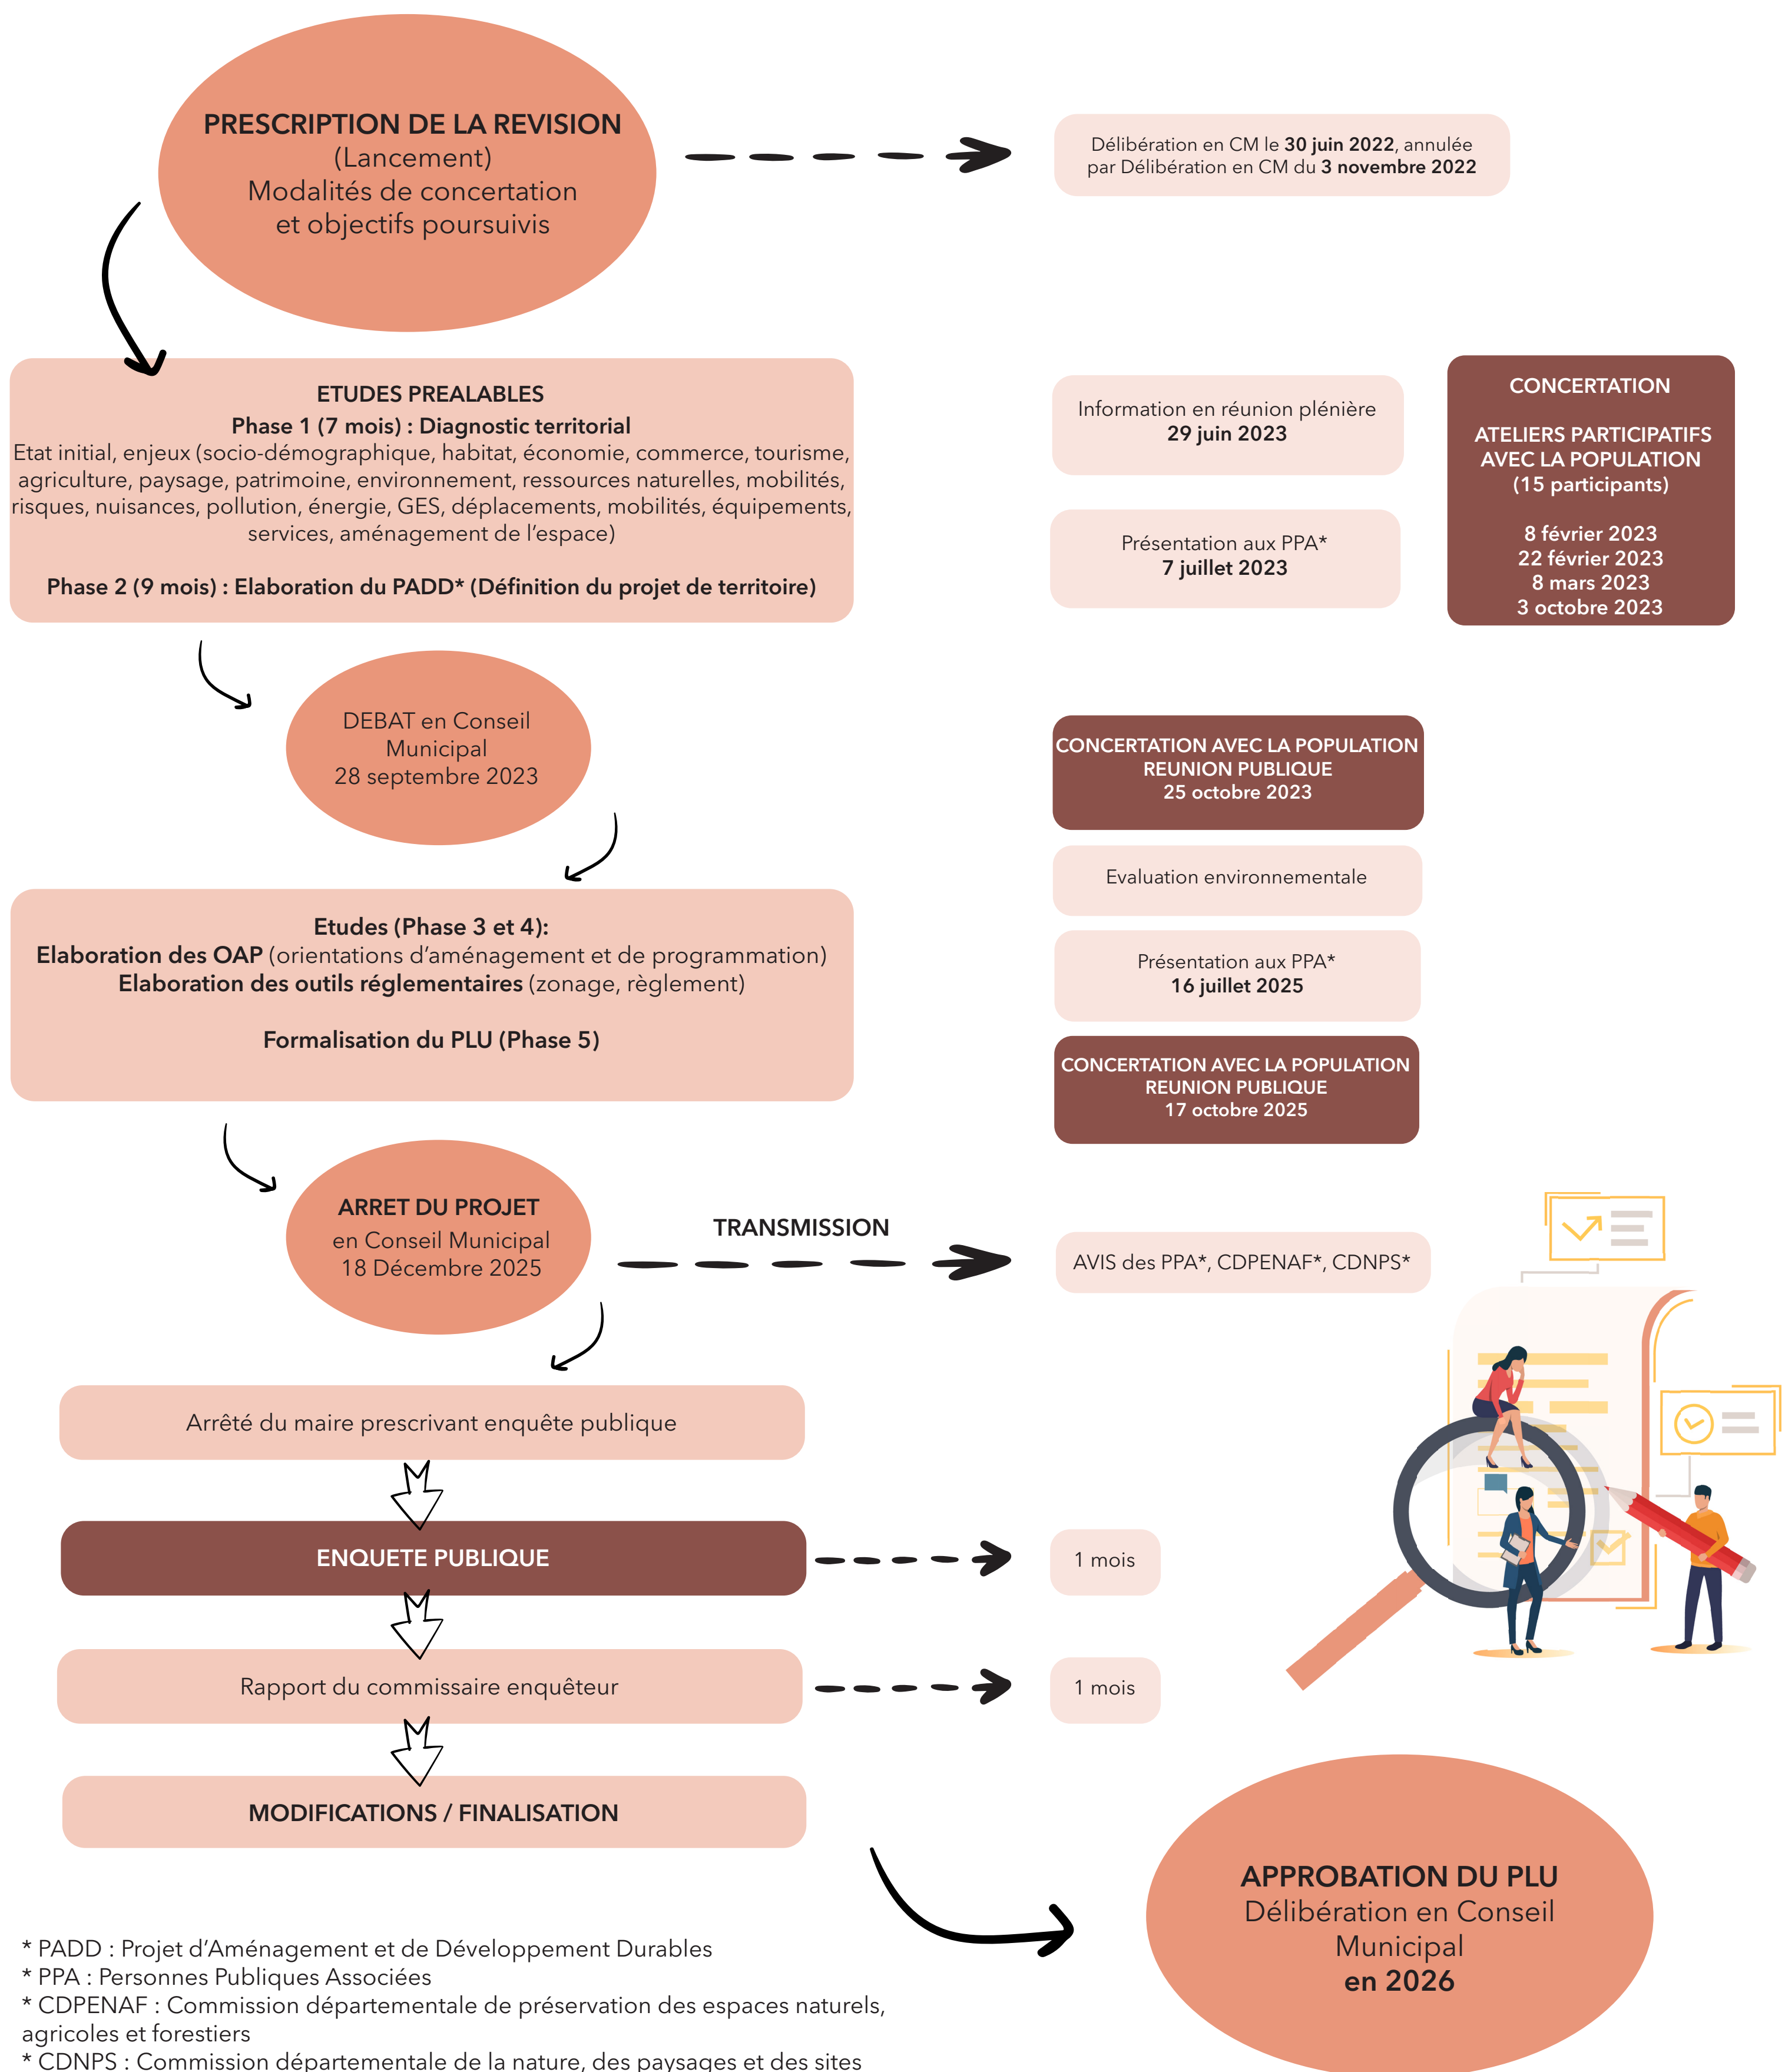 PRESCRIPTION DE LA REVISION
(Lancement)
Modalités de concertation
et objectifs poursuivis
Délibération en CM le 30 juin 2022, annulée
par Délibération en CM du 3 novembre 2022
ETUDES PREALABLES
Phase 1 (7 mois) : Diagnostic territorial
Etat initial, enjeux (socio-démographique, habitat, économie, commerce, tourisme,
agriculture, paysage, patrimoine, environnement, ressources naturelles, mobilités,
risques, nuisances, pollution, énergie, GES, déplacements, mobilités, équipements,
services, aménagement de l'espace)
Phase 2 (9 mois) : Elaboration du PADD* (Définition du projet de territoire)
Information en réunion plénière
29 juin 2023
Présentation aux PPA*
7 juillet 2023
CONCERTATION
ATELIERS PARTICIPATIFS
AVEC LA POPULATION
(15 participants)
8 février 2023
22 février 2023
8 mars 2023
3 octobre 2023
DEBAT en Conseil
Municipal
28 septembre 2023
CONCERTATION AVEC LA POPULATION
REUNION PUBLIQUE
25 octobre 2023
Evaluation environnementale
Etudes (Phase 3 et 4):
Elaboration des OAP (orientations d'aménagement et de programmation)
Elaboration des outils réglementaires (zonage, règlement)
Formalisation du PLU (Phase 5)
Présentation aux PPA*
16 juillet 2025
CONCERTATION AVEC LA POPULATION
REUNION PUBLIQUE
17 octobre 2025
ARRET DU PROJET
en Conseil Municipal
18 Décembre 2025
TRANSMISSION
AVIS des PPA*, CDPENAF*, CDNPS*
Arrêté du maire prescrivant enquête publique
ENQUETE PUBLIQUE
1 mois
Rapport du commissaire enquêteur
1 mois
MODIFICATIONS / FINALISATION
APPROBATION DU PLU
Délibération en Conseil
Municipal
en 2026
* PADD : Projet d'Aménagement et de Développement Durables
* PPA : Personnes Publiques Associées
* CDPENAF : Commission départementale de préservation des espaces naturels,
agricoles et forestiers
* CDNPS : Commission départementale de la nature, des paysages et des sites